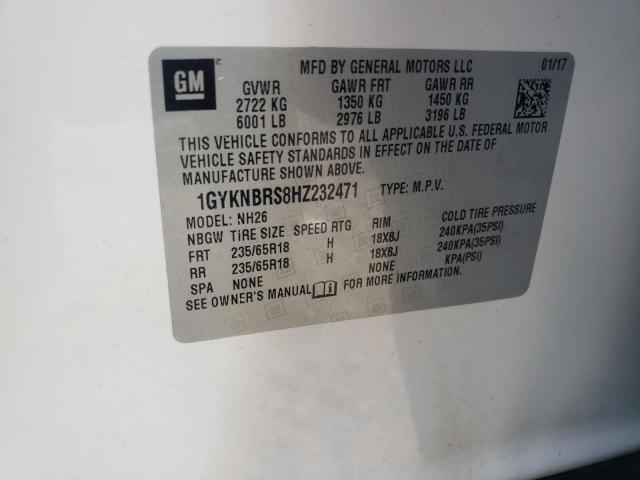 GM
MFD BY GENERAL MOTORS LLC 01/17
GVWR GAWR FRT GAWR RR
2722 KG 1350 KG 1450 KG
6001 LB 2976 LB 3196 LB
THIS VEHICLE CONFORMS TO ALL APPLICABLE U.S. FEDERAL MOTOR
VEHICLE SAFETY STANDARDS IN EFFECT ON THE DATE OF
MANUFACTURE SHOWN ABOVE.
1GYKNBRS8HZ232471 TYPE: M.P.V.
MODEL: NH26
NBGW TIRE SIZE SPEED RTG RIM COLD TIRE PRESSURE
FRT 235/65R18 H 18X8J 240KPA(35PSI)
RR 235/65R18 H 18X8J 240KPA(35PSI)
SPA NONE NONE KPA(PSI)
SEE OWNER'S MANUAL FOR MORE INFORMATION.